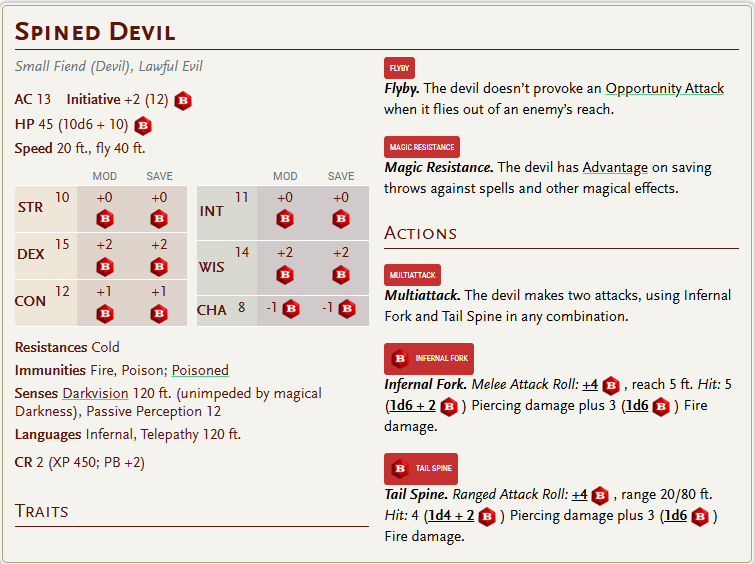 Spined Devil
Small Fiend (Devil), Lawful Evil
AC 13 Initiative +2 (12) B
HP 45 (10d6 + 10) B
Speed 20 ft., fly 40 ft.
MOD SAVE
STR 10 +0 B +0 B
DEX 15 +2 B +2 B
CON 12 +1 B +1 B
MOD SAVE
INT 11 +0 B +0 B
WIS 14 +2 B +2 B
CHA 8 -1 B -1 B
Resistances Cold
Immunities Fire, Poison; Poisoned
Senses Darkvision 120 ft. (unimpeded by magical
Darkness), Passive Perception 12
Languages Infernal, Telepathy 120 ft.
CR 2 (XP 450; PB +2)
Traits
FLYBY
Flyby. The devil doesn't provoke an Opportunity Attack
when it flies out of an enemy's reach.
MAGIC RESISTANCE
Magic Resistance. The devil has Advantage on saving
throws against spells and other magical effects.
Actions
MULTIATTACK
Multiattack. The devil makes two attacks, using Infernal
Fork and Tail Spine in any combination.
B INFERNAL FORK
Infernal Fork. Melee Attack Roll: +4 B , reach 5 ft. Hit: 5
(1d6 + 2 B ) Piercing damage plus 3 (1d6 B ) Fire
damage.
B TAIL SPINE
Tail Spine. Ranged Attack Roll: +4 B , range 20/80 ft.
Hit: 4 (1d4 + 2 B ) Piercing damage plus 3 (1d6 B )
Fire damage.